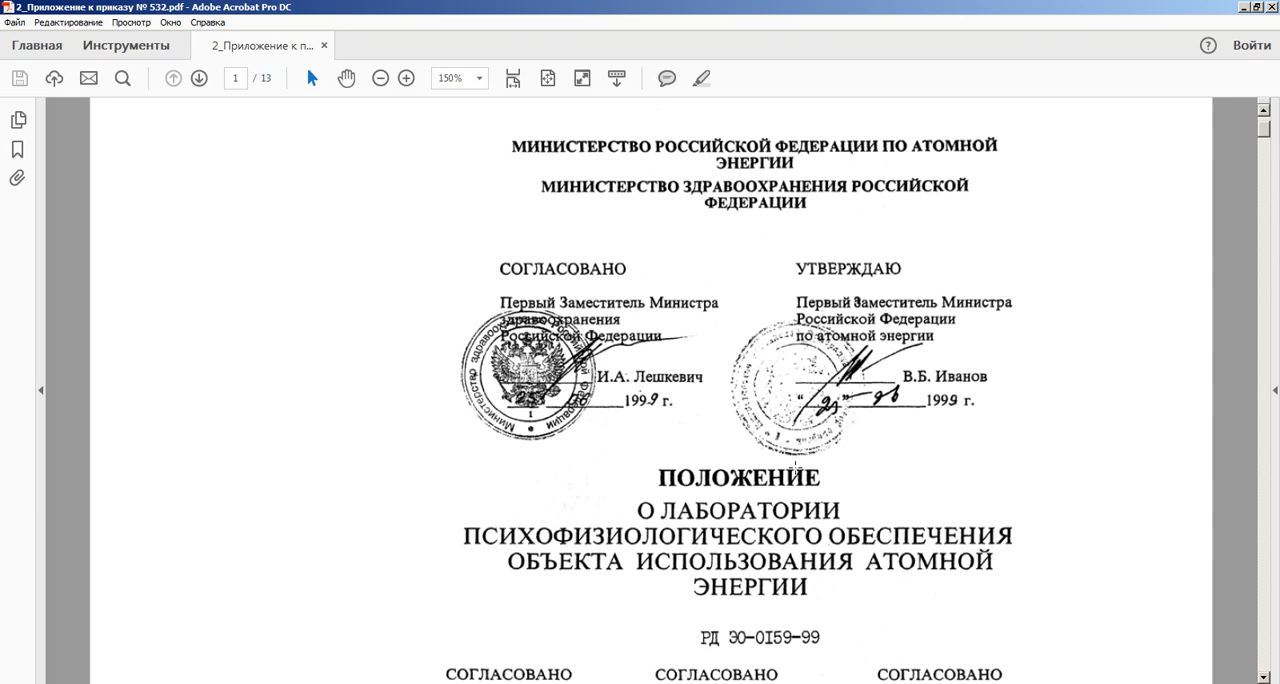 2_Приложение к приказу № 532.pdf - Adobe Acrobat Pro DC
Файл Редактирование Просмотр Окно Справка
Главная Инструменты 2_Приложение к п... × Войти
1 / 13 150%
МИНИСТЕРСТВО РОССИЙСКОЙ ФЕДЕРАЦИИ ПО АТОМНОЙ
ЭНЕРГИИ
МИНИСТЕРСТВО ЗДРАВООХРАНЕНИЯ РОССИЙСКОЙ
ФЕДЕРАЦИИ
СОГЛАСОВАНО
Первый Заместитель Министра
здравоохранения
Российской Федерации
И.А. Лешкевич
1999 г.
УТВЕРЖДАЮ
Первый Заместитель Министра
Российской Федерации
по атомной энергии
В.Б. Иванов
1999 г.
ПОЛОЖЕНИЕ
О ЛАБОРАТОРИИ
ПСИХОФИЗИОЛОГИЧЕСКОГО ОБЕСПЕЧЕНИЯ
ОБЪЕКТА ИСПОЛЬЗОВАНИЯ АТОМНОЙ
ЭНЕРГИИ
РД ЭО-0159-99
СОГЛАСОВАНО СОГЛАСОВАНО СОГЛАСОВАНО